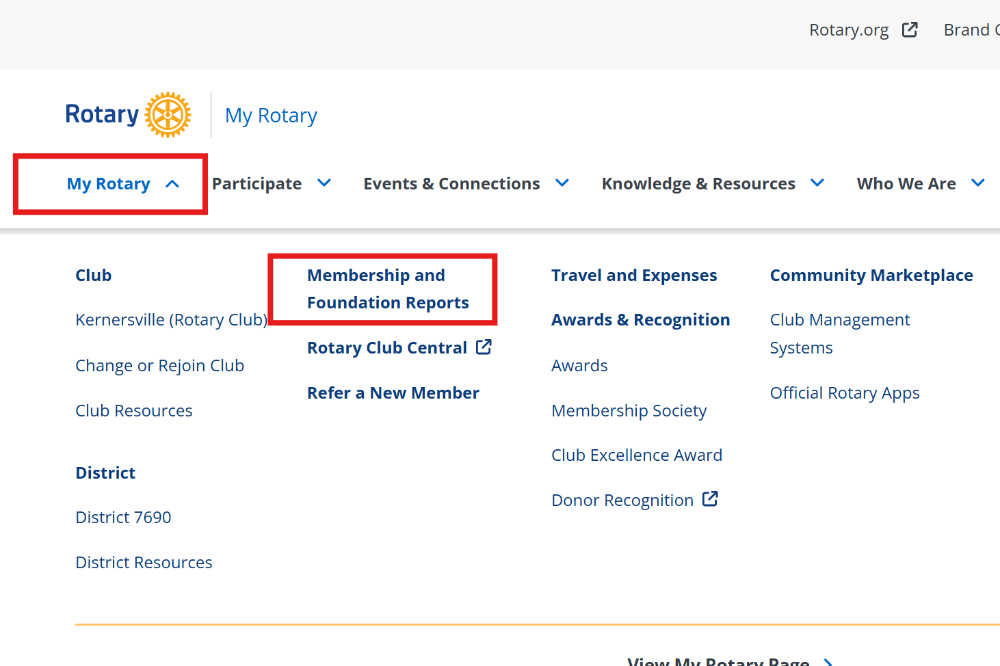 Rotary.org Brand
Rotary My Rotary
My Rotary Participate Events & Connections Knowledge & Resources Who We Are
Club
Kernersville (Rotary Club)
Change or Rejoin Club
Club Resources
District
District 7690
District Resources
Membership and
Foundation Reports
Rotary Club Central
Refer a New Member
Travel and Expenses
Awards & Recognition
Awards
Membership Society
Club Excellence Award
Donor Recognition
Community Marketplace
Club Management
Systems
Official Rotary Apps
View My Rotary Page